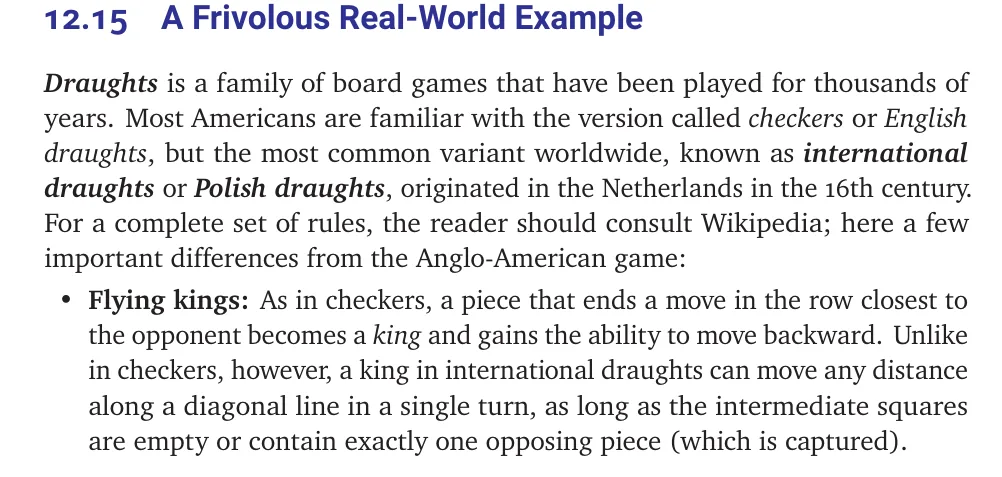 12.15 A Frivolous Real-World Example
Draughts is a family of board games that have been played for thousands of
years. Most Americans are familiar with the version called checkers or English
draughts, but the most common variant worldwide, known as international
draughts or Polish draughts, originated in the Netherlands in the 16th century.
For a complete set of rules, the reader should consult Wikipedia; here a few
important differences from the Anglo-American game:
• Flying kings: As in checkers, a piece that ends a move in the row closest to
the opponent becomes a king and gains the ability to move backward. Unlike
in checkers, however, a king in international draughts can move any distance
along a diagonal line in a single turn, as long as the intermediate squares
are empty or contain exactly one opposing piece (which is captured).